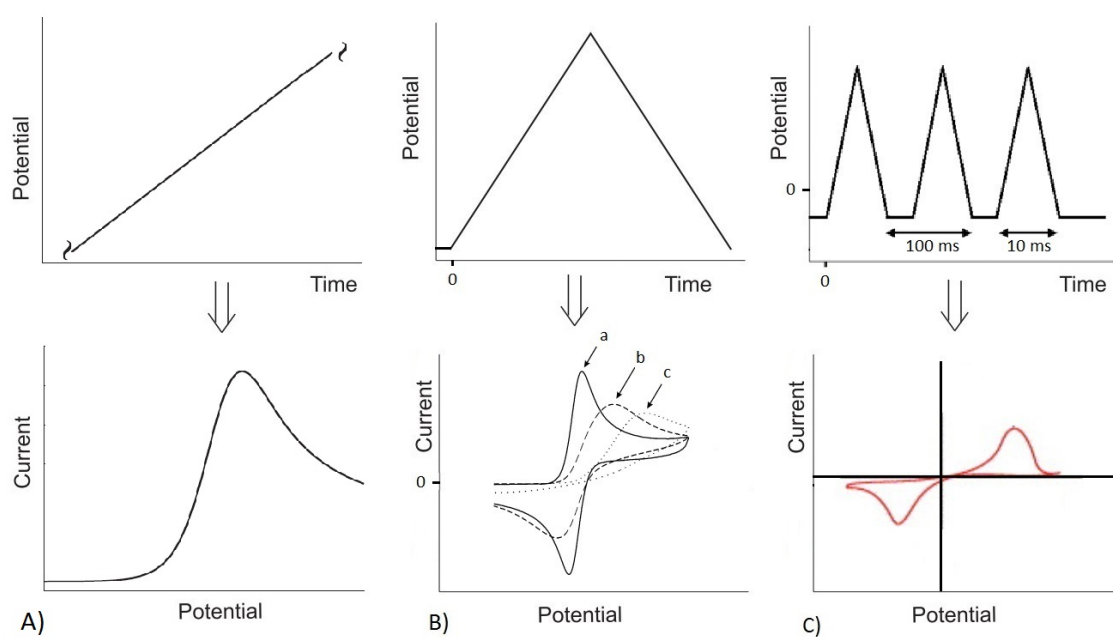 Potential
Time
Potential
0
Time
Potential
0
100 ms
10 ms
0
Time
Current
Potential
A)
a
b
c
Current
0
Potential
B)
Current
Potential
C)